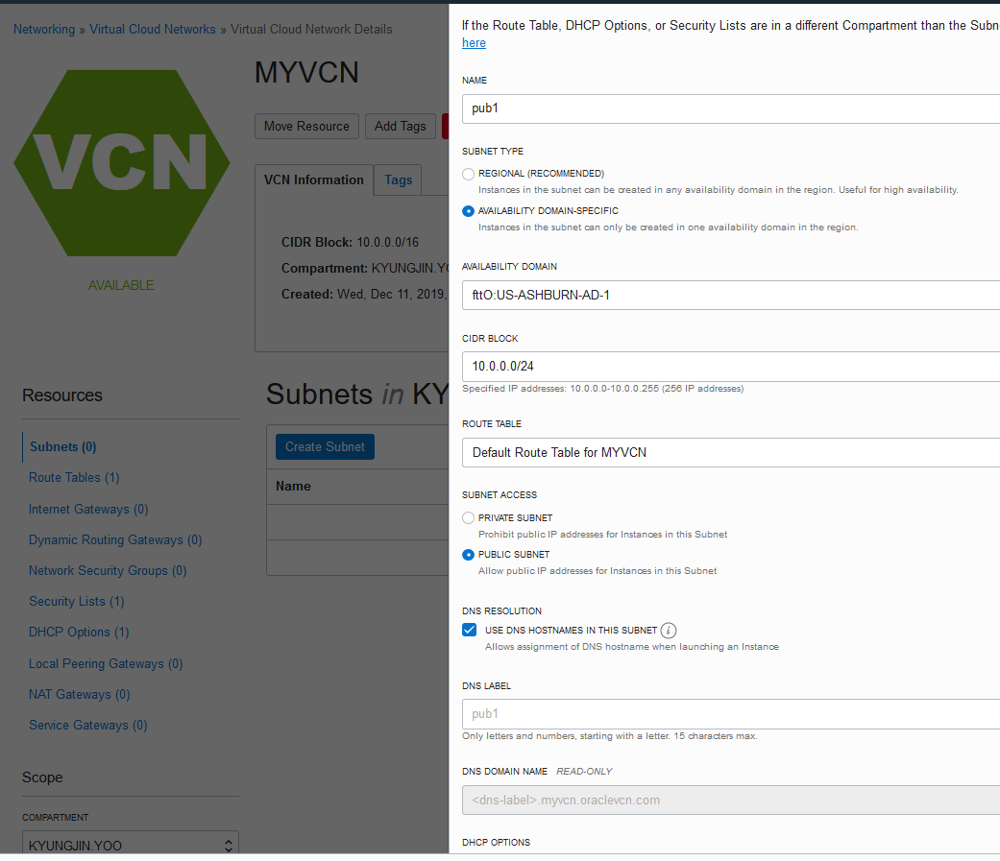 Networking » Virtual Cloud Networks » Virtual Cloud Network Details
VCN
AVAILABLE
MYVCN
Move Resource
Add Tags
VCN Information
Tags
CIDR Block: 10.0.0.0/16
Compartment: KYUNGJIN.YO
Created: Wed, Dec 11, 2019,
Resources
Subnets (0)
Route Tables (1)
Internet Gateways (0)
Dynamic Routing Gateways (0)
Network Security Groups (0)
Security Lists (1)
DHCP Options (1)
Local Peering Gateways (0)
NAT Gateways (0)
Service Gateways (0)
Scope
COMPARTMENT
KYUNGJIN.YOO
Subnets in KY
Create Subnet
Name
If the Route Table, DHCP Options, or Security Lists are in a different Compartment than the Subn
here
NAME
pub1
SUBNET TYPE
REGIONAL (RECOMMENDED)
Instances in the subnet can be created in any availability domain in the region. Useful for high availability.
AVAILABILITY DOMAIN-SPECIFIC
Instances in the subnet can only be created in one availability domain in the region.
AVAILABILITY DOMAIN
fttO:US-ASHBURN-AD-1
CIDR BLOCK
10.0.0.0/24
Specified IP addresses: 10.0.0.0-10.0.0.255 (256 IP addresses)
ROUTE TABLE
Default Route Table for MYVCN
SUBNET ACCESS
PRIVATE SUBNET
Prohibit public IP addresses for Instances in this Subnet
PUBLIC SUBNET
Allow public IP addresses for Instances in this Subnet
DNS RESOLUTION
USE DNS HOSTNAMES IN THIS SUBNET i
Allows assignment of DNS hostname when launching an Instance
DNS LABEL
pub1
Only letters and numbers, starting with a letter. 15 characters max.
DNS DOMAIN NAME READ-ONLY
<dns-label>.myvcn.oraclevcn.com
DHCP OPTIONS